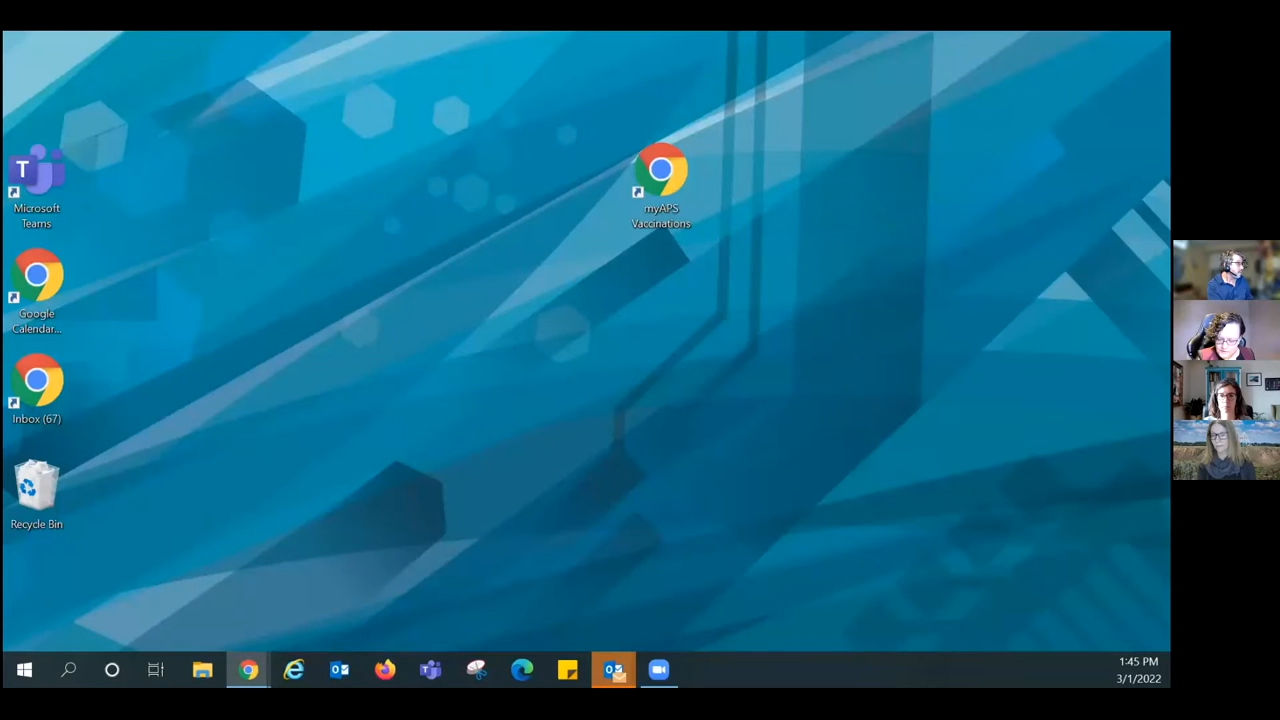 Microsoft
Teams
myAPS
Vaccinations
Google
Calendar...
Inbox (67)
Recycle Bin
1:45 PM
3/1/2022